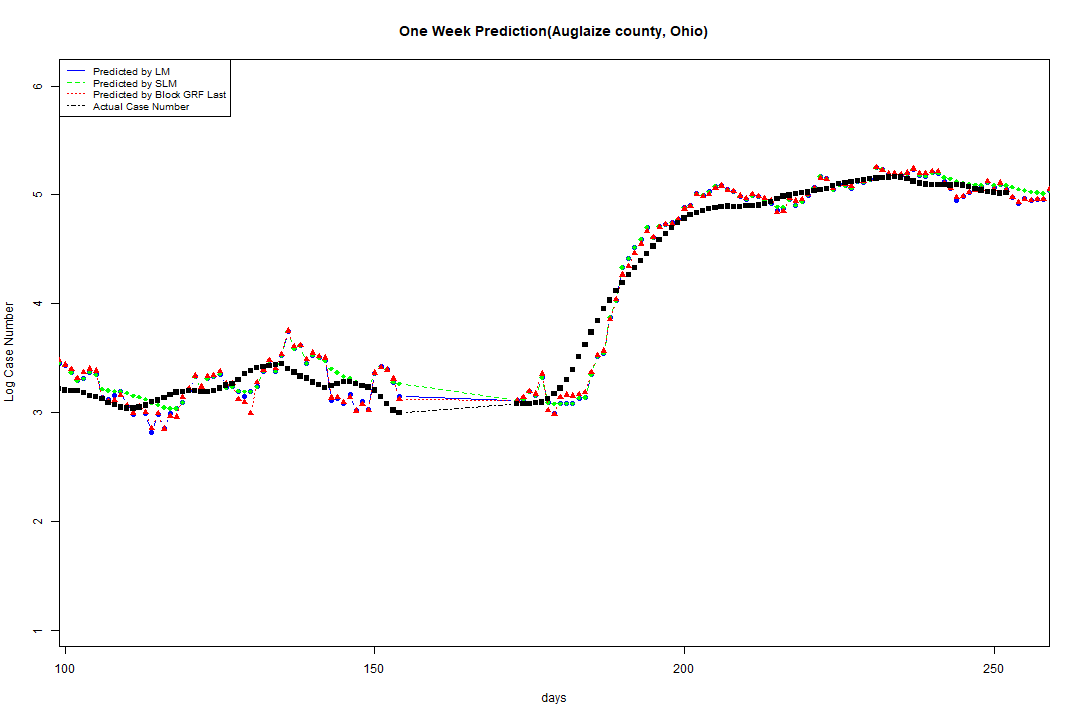 One Week Prediction(Auglaize county, Ohio)
Predicted by LM
Predicted by SLM
Predicted by Block GRF Last
Actual Case Number
6
5
4
3
2
1
Log Case Number
100 150 200 250
days